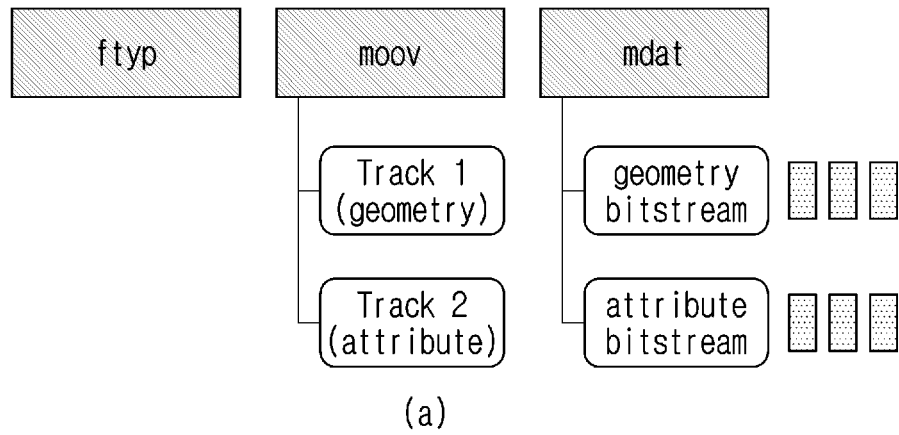 ftyp
moov
mdat
Track 1
(geometry)
geometry
bitstream
Track 2
(attribute)
attribute
bitstream
(a)